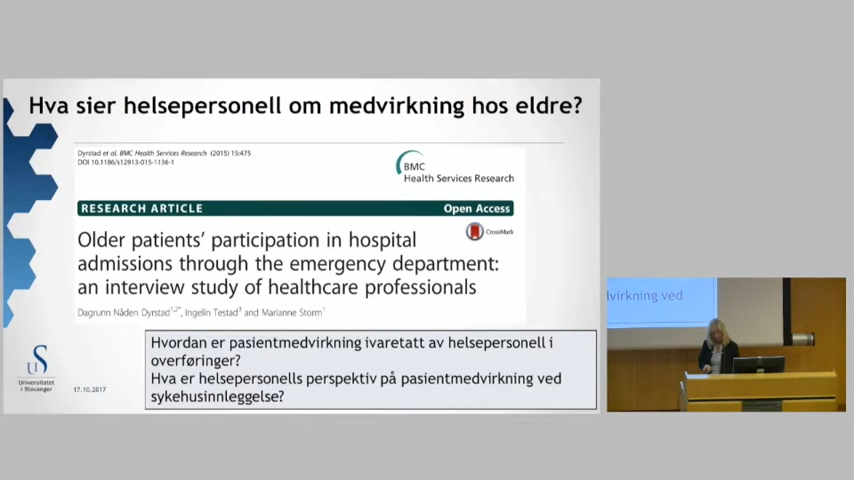 Hva sier helsepersonell om medvirkning hos eldre?
Dyrstad et al. BMC Health Services Research (2015) 15:475
DOI 10.1186/s12913-015-1136-1
BMC
Health Services Research
RESEARCH ARTICLE
Open Access
CrossMark
Older patients' participation in hospital
admissions through the emergency department:
an interview study of healthcare professionals
Dagrunn Nåden Dyrstad1,2*, Ingelin Testad3 and Marianne Storm1
Hvordan er pasientmedvirkning ivaretatt av helsepersonell i
overføringer?
Hva er helsepersonells perspektiv på pasientmedvirkning ved
sykehusinnleggelse?
Universitetet
i Stavanger
17.10.2017
dvirkning ved